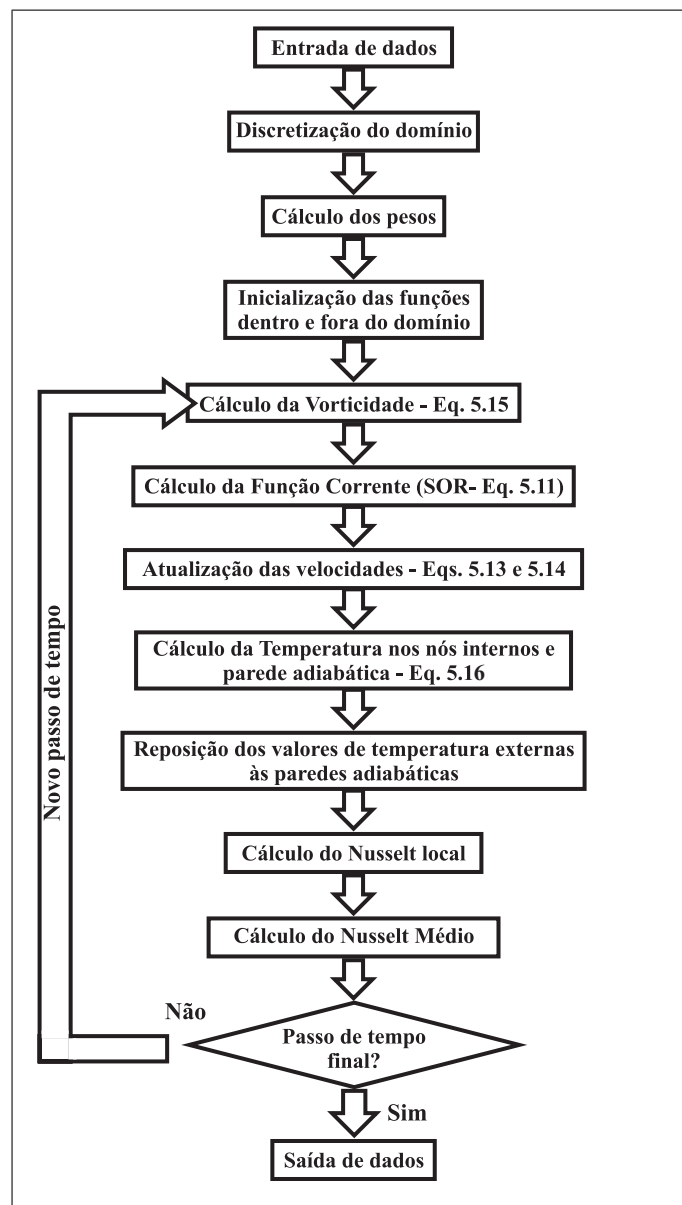 Entrada de dados
Discretização do domínio
Cálculo dos pesos
Inicialização das funções
dentro e fora do domínio
Cálculo da Vorticidade - Eq. 5.15
Cálculo da Função Corrente (SOR- Eq. 5.11)
Atualização das velocidades - Eqs. 5.13 e 5.14
Cálculo da Temperatura nos nós internos e
parede adiabática - Eq. 5.16
Reposição dos valores de temperatura externas
às paredes adiabáticas
Cálculo do Nusselt local
Cálculo do Nusselt Médio
Passo de tempo
final?
Não
Novo passo de tempo
Sim
Saída de dados